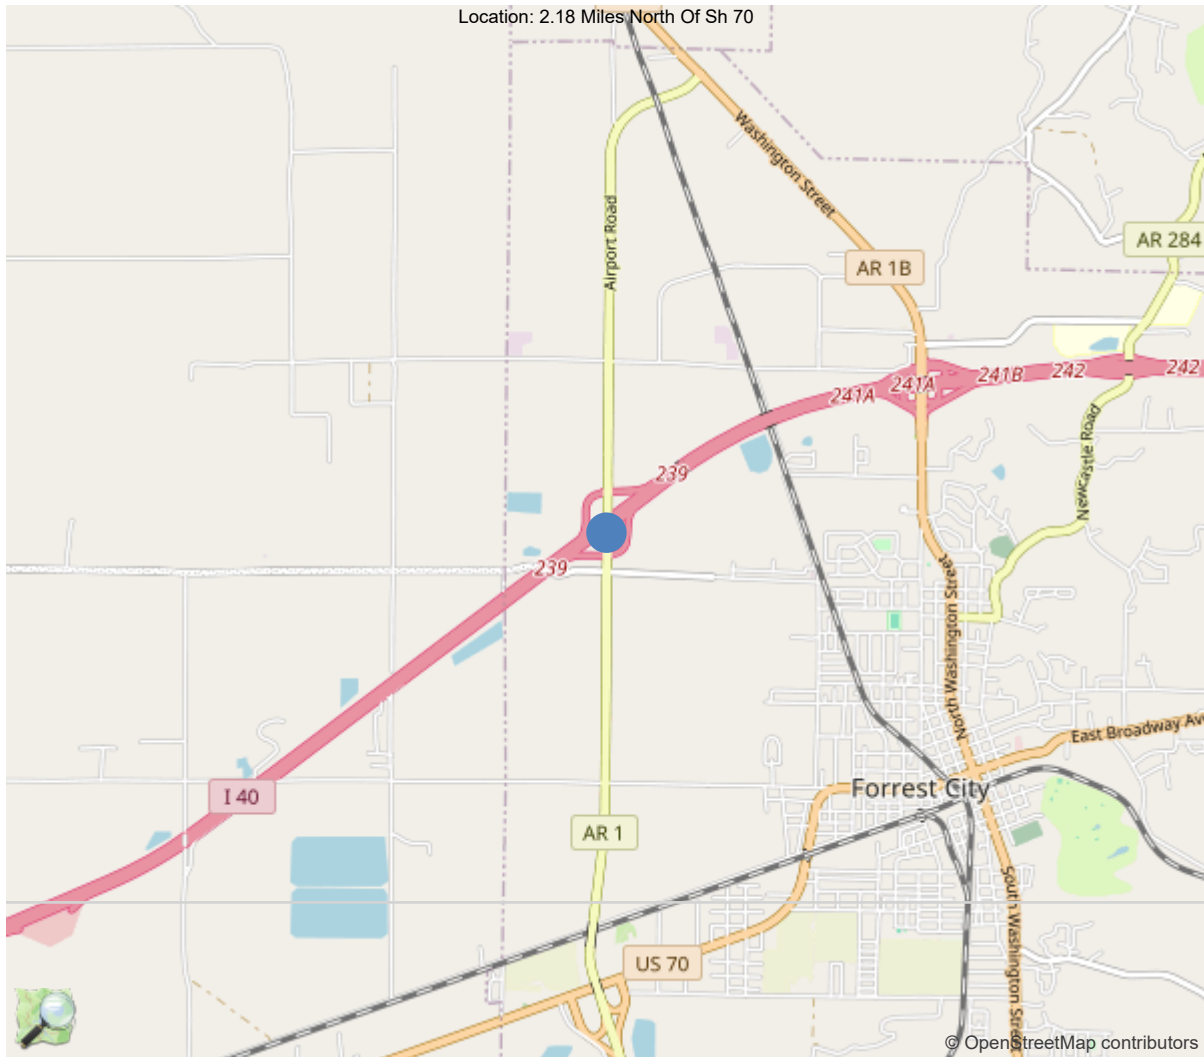 Location: 2.18 Miles North Of Sh 70
Washington Street
Airport Road
AR 284
AR 1B
241A
241A
241B
242
242
Newcastle Road
239
239
North Washington Street
East Broadway Av
I 40
Forrest City
AR 1
South Washington Street
US 70
© OpenStreetMap contributors